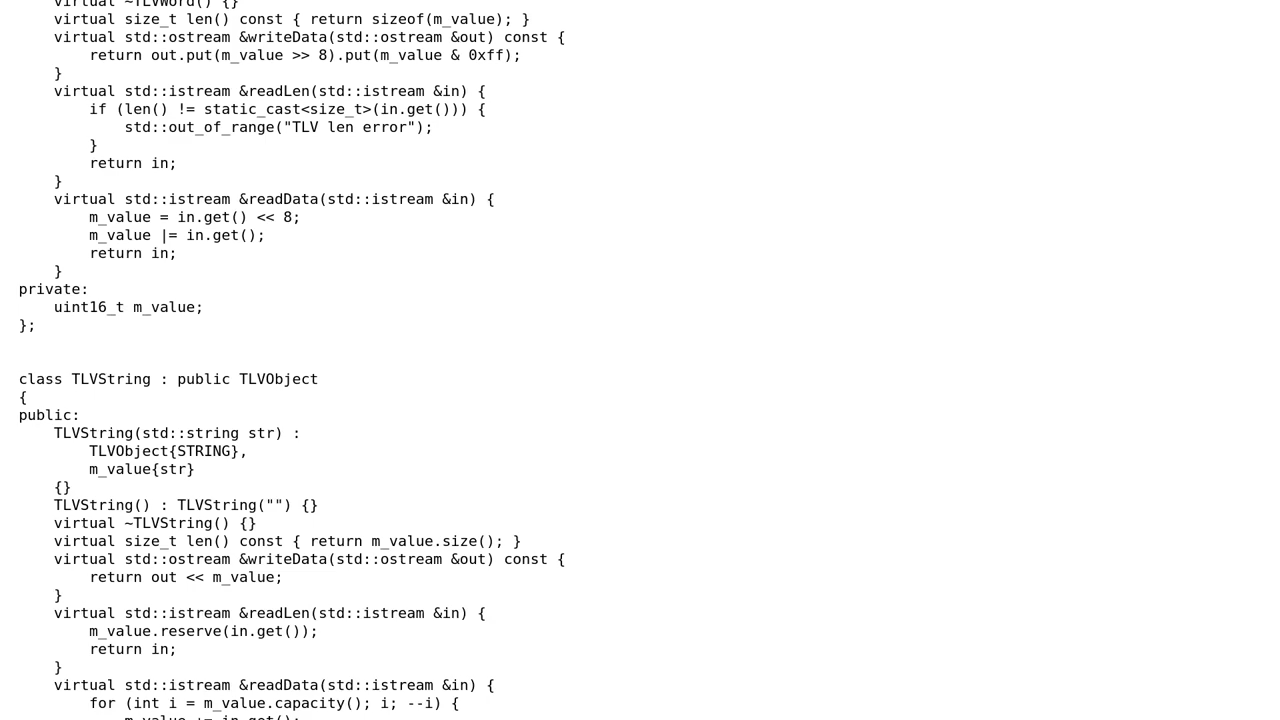 virtual ~TLVWord() {}
    virtual size_t len() const { return sizeof(m_value); }
    virtual std::ostream &writeData(std::ostream &out) const {
        return out.put(m_value >> 8).put(m_value & 0xff);
    }
    virtual std::istream &readLen(std::istream &in) {
        if (len() != static_cast<size_t>(in.get())) {
            std::out_of_range("TLV len error");
        }
        return in;
    }
    virtual std::istream &readData(std::istream &in) {
        m_value = in.get() << 8;
        m_value |= in.get();
        return in;
    }
private:
    uint16_t m_value;
};
class TLVString : public TLVObject
{
public:
    TLVString(std::string str) :
        TLVObject{STRING},
        m_value{str}
    {}
    TLVString() : TLVString("") {}
    virtual ~TLVString() {}
    virtual size_t len() const { return m_value.size(); }
    virtual std::ostream &writeData(std::ostream &out) const {
        return out << m_value;
    }
    virtual std::istream &readLen(std::istream &in) {
        m_value.reserve(in.get());
        return in;
    }
    virtual std::istream &readData(std::istream &in) {
        for (int i = m_value.capacity(); i; --i) {
            m_value += in.get();